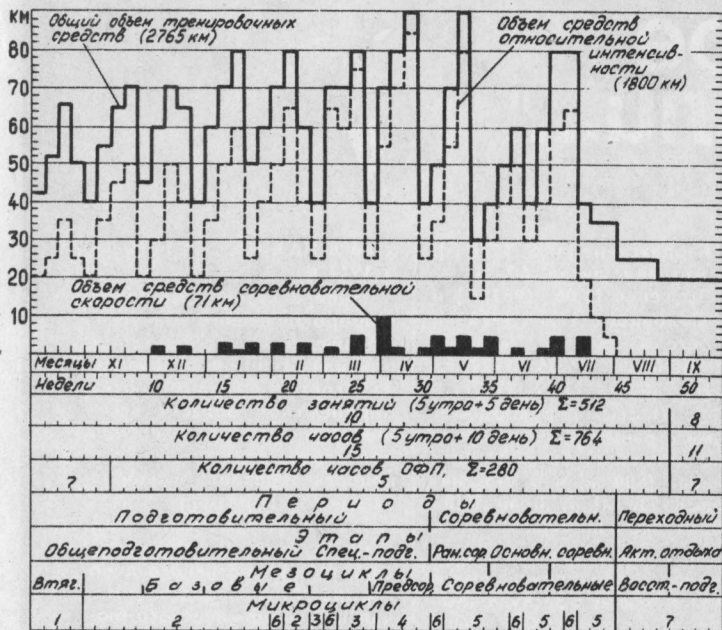 КМ
Общий объем тренировочных
средств (2765 км)
Объем средств
относительной
интенсив-
ности
(1800 км)
80
70
60
50
40
30
20
10
Объем средств соревновательной
скорости (71 км)
Месяцы XI XII I II III IV V VI VII VIII IX
Недели 10 15 20 25 30 35 40 45 50
Количество занятий (5 утро+5 день) Σ=512
10 8
Количество часов (5 утро+10 день) Σ=764
15 11
Количество часов ОФП, Σ=280
7 5 7
Периоды
Подготовительный Соревновательн. Переходный
Этапы
Общеподготовительный Спец.-подг. Ран.сор. Основн. соревн. Акт. отдыха
Мезоциклы
Втяг. Базовые Предсор. Соревновательные Восст.-подг.
Микроциклы
1 2 6 2 3 6 3 4 6 5 6 5 6 5 7